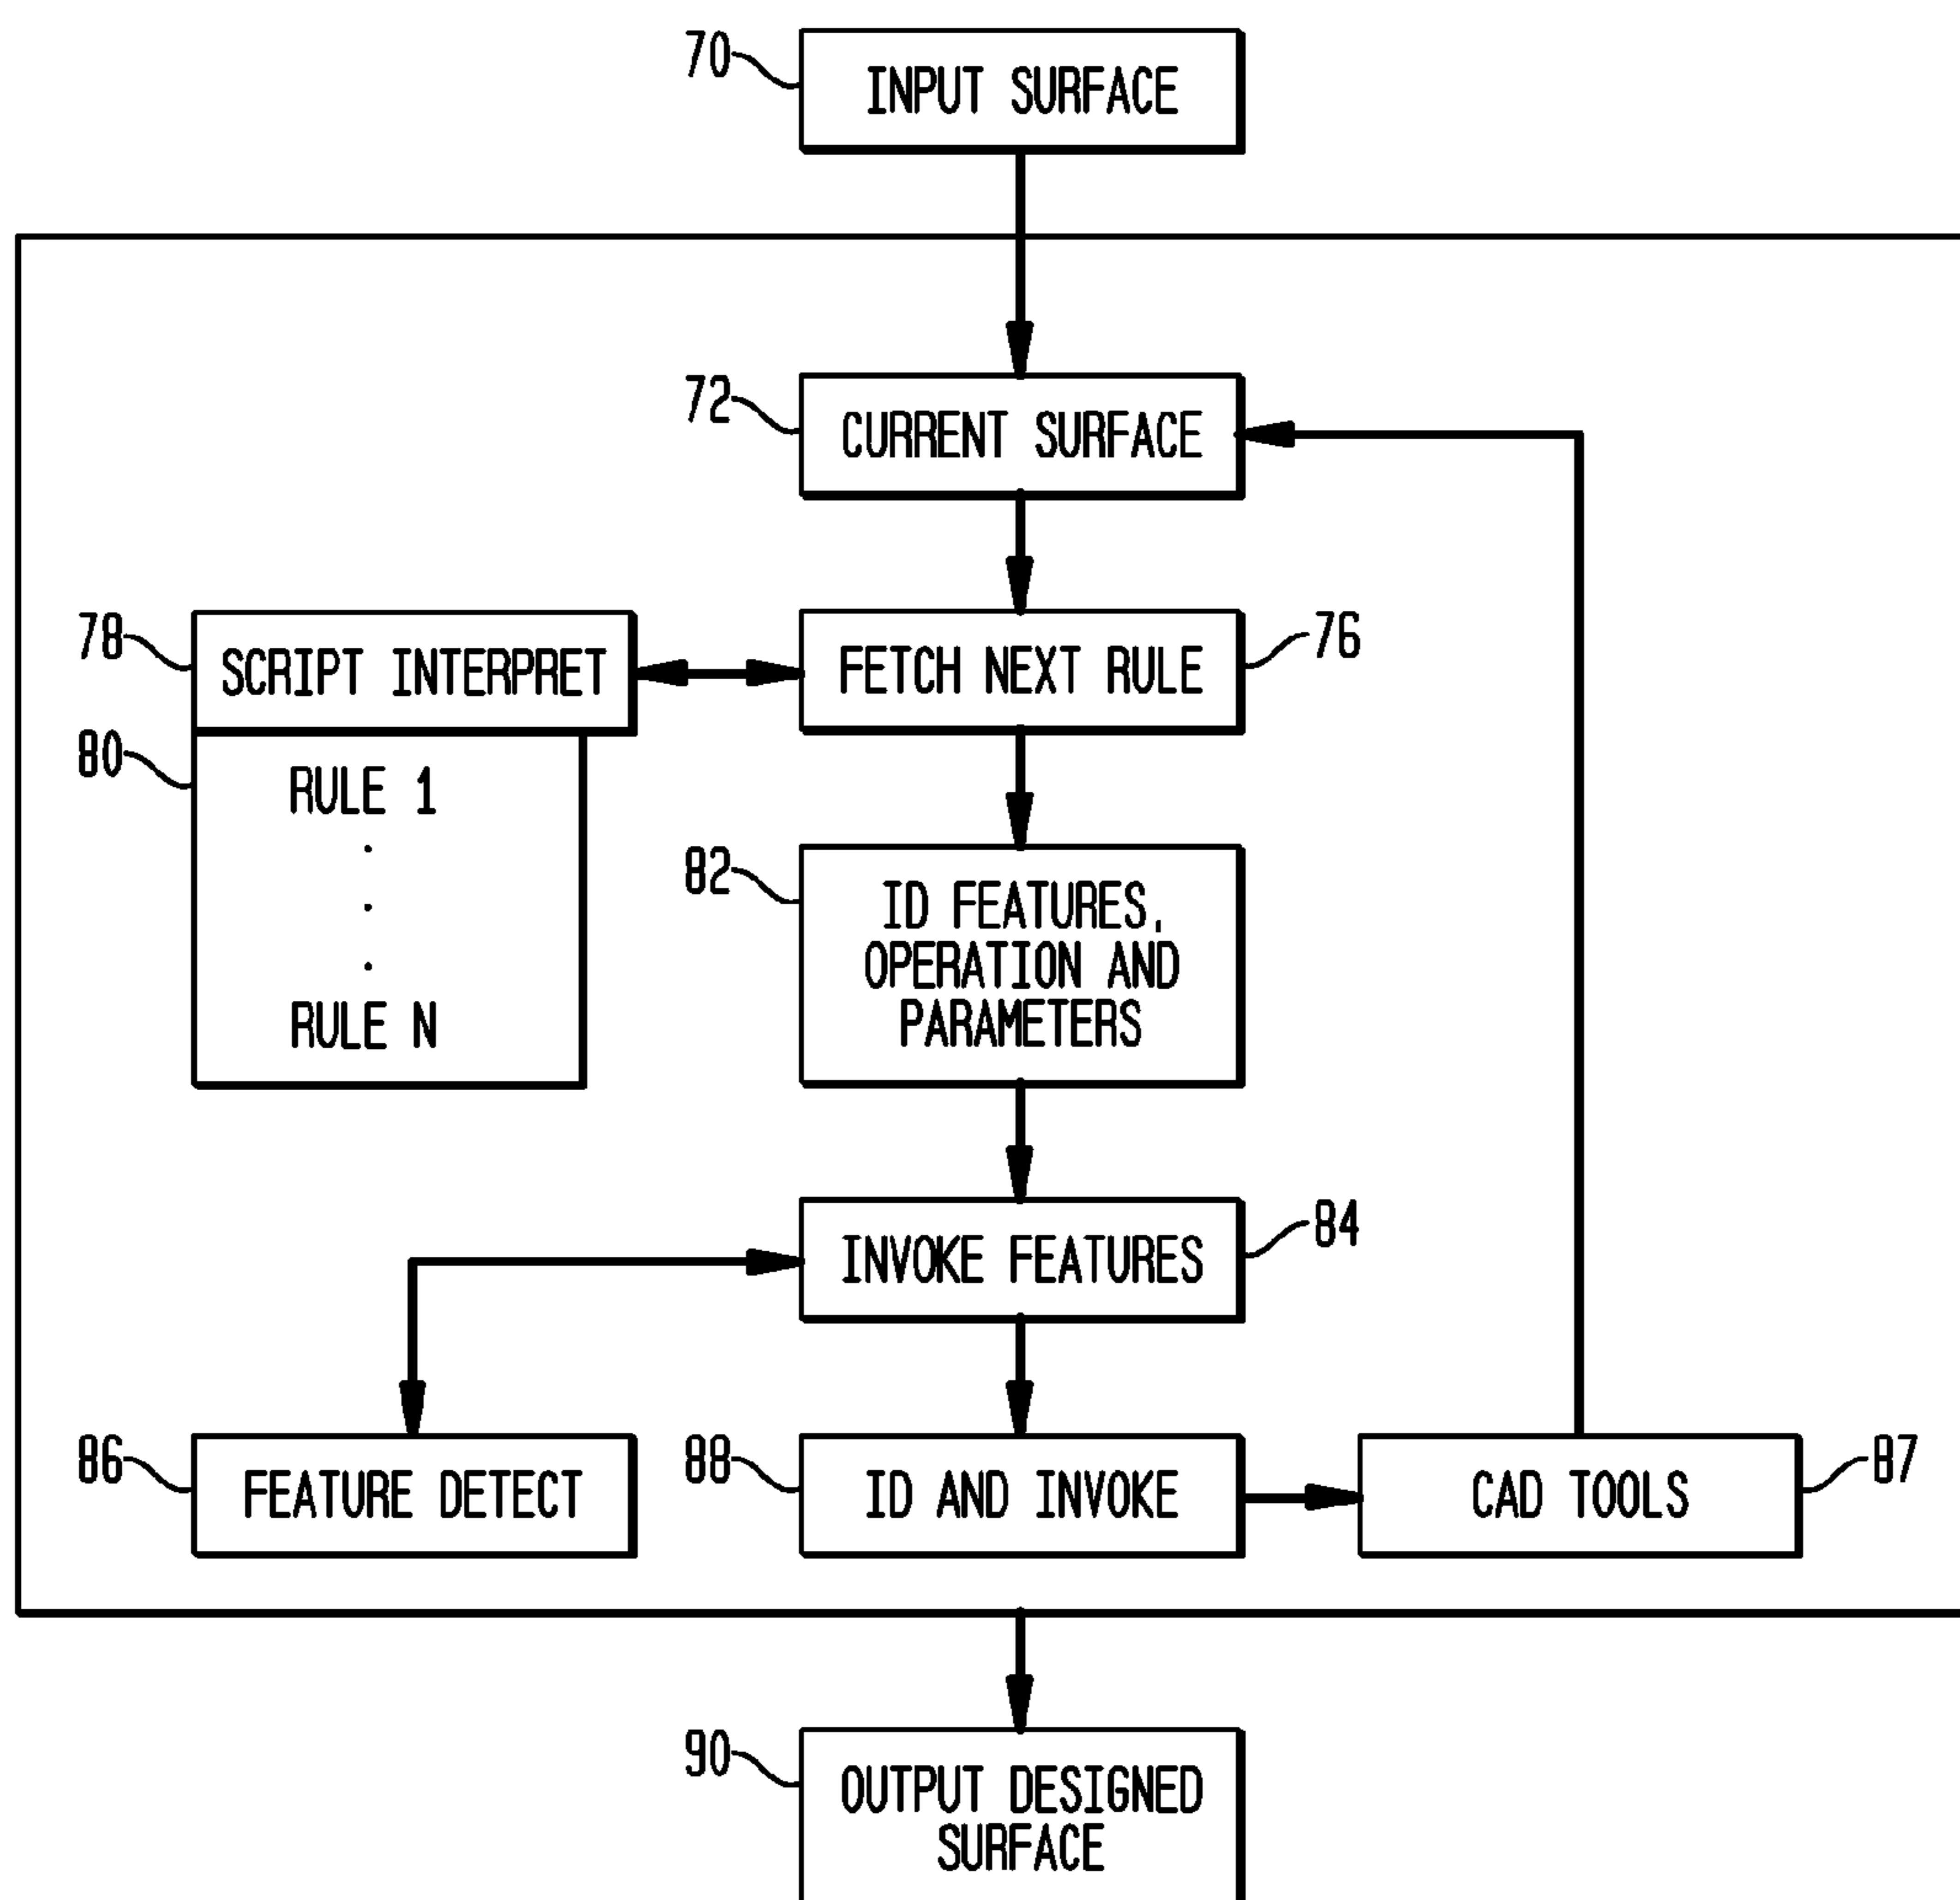 70
INPUT SURFACE
72
CURRENT SURFACE
78
SCRIPT INTERPRET
FETCH NEXT RULE
76
80
RULE 1
.
.
.
RULE N
82
ID FEATURES,
OPERATION AND
PARAMETERS
INVOKE FEATURES
84
86
FEATURE DETECT
88
ID AND INVOKE
CAD TOOLS
87
90
OUTPUT DESIGNED
SURFACE